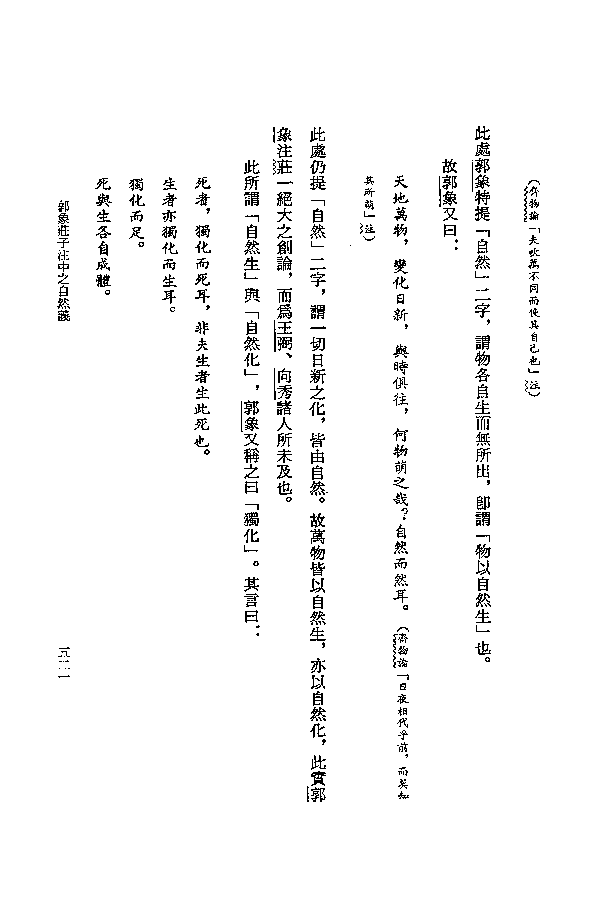 (齊物論「夫吹萬不同而使其自己也」注)
此處郭象特提「自然」二字，謂物各自生而無所出，卽謂「物以自然生」也。
故郭象又曰：
天地萬物，變化日新，與時俱往，何物萌之哉？自然而然耳。(齊物論「日夜相代乎前，而莫知
其所萌」注)
此處仍提「自然」二字，謂一切日新之化，皆由自然。故萬物皆以自然生，亦以自然化，此實郭
象注莊一絕大之創論，而爲王弼、向秀諸人所未及也。
此所謂「自然生」與「自然化」，郭象又稱之曰「獨化」。其言曰：
死者，獨化而死耳，非夫生者生此死也。
生者亦獨化而生耳。
獨化而足。
死與生各自成體。
郭象莊子注中之自然義
五二一